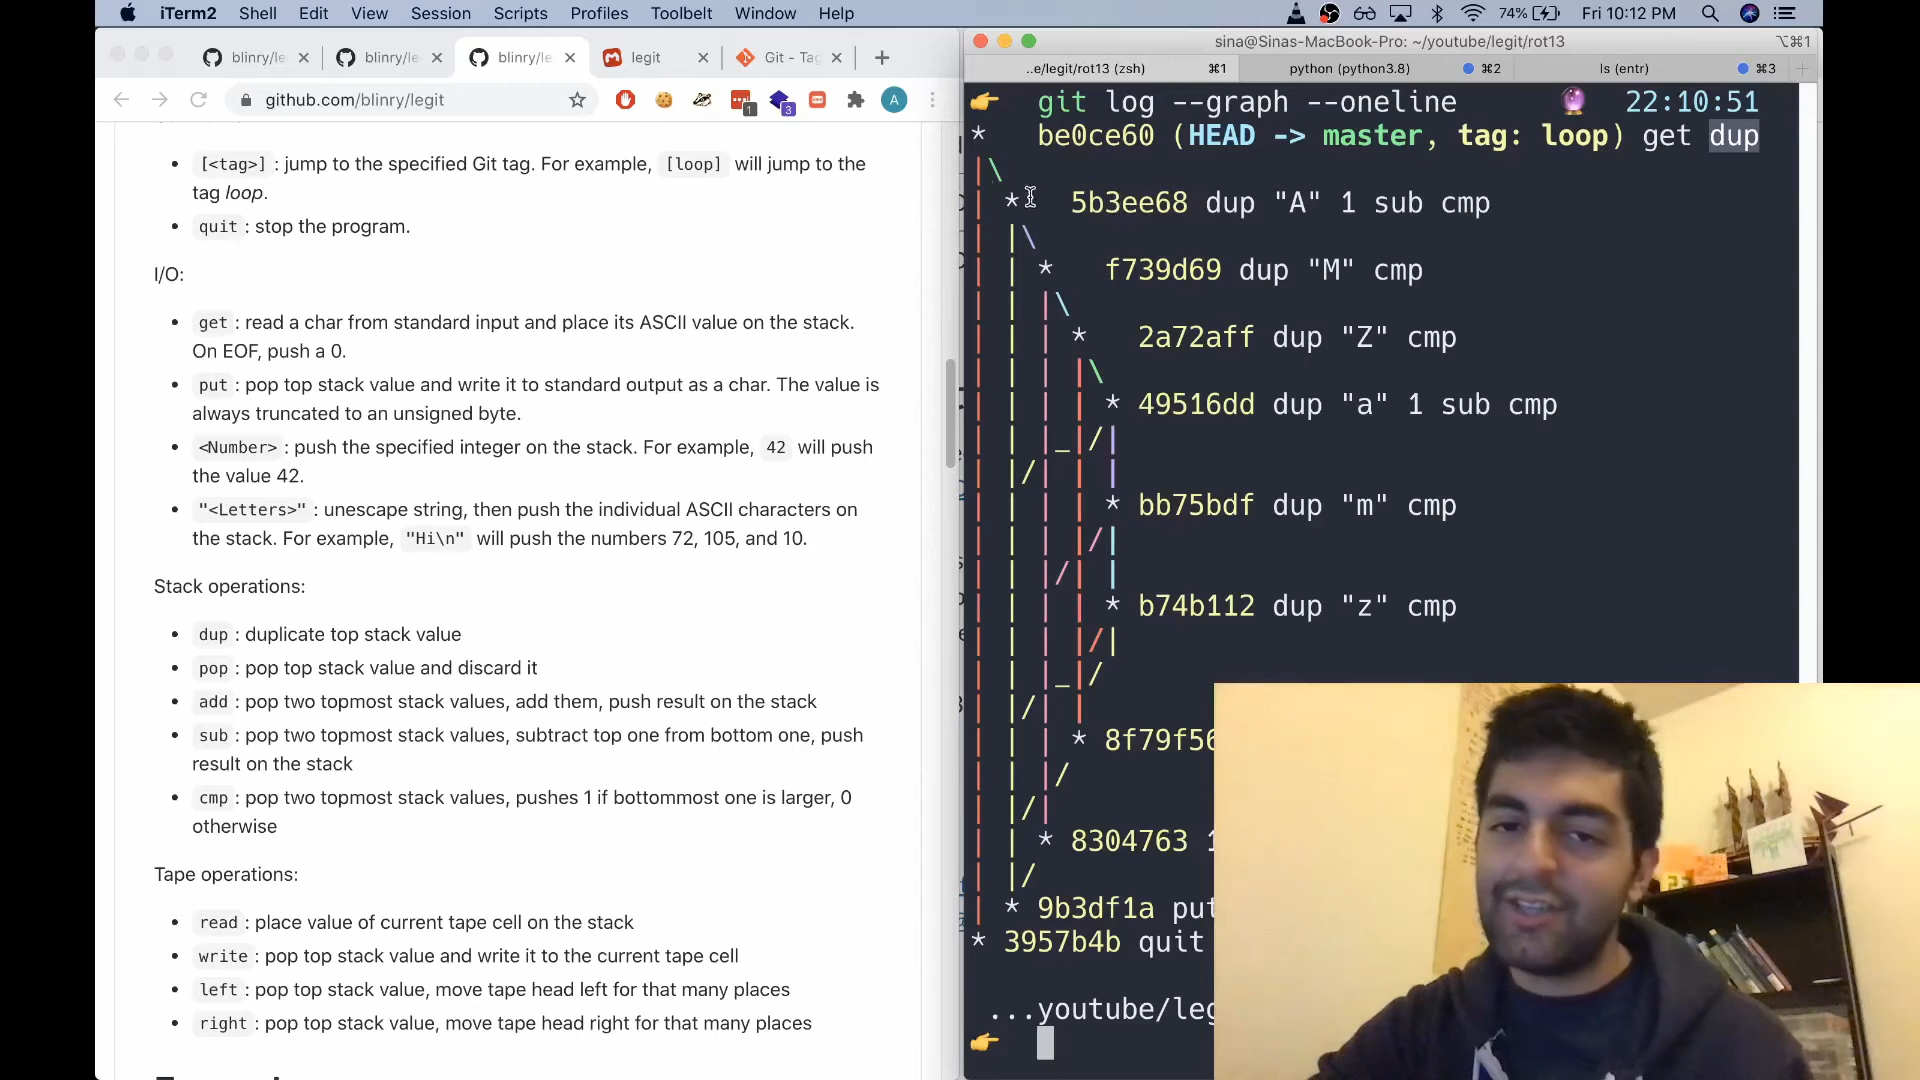 iTerm2 Shell Edit View Session Scripts Profiles Toolbelt Window Help 74% Fri 10:12 PM
blinry/le blinry/le blinry/le legit Git - Tag
github.com/blinry/legit
[<tag>] : jump to the specified Git tag. For example, [loop] will jump to the
tag loop.
quit : stop the program.
I/O:
get : read a char from standard input and place its ASCII value on the stack.
On EOF, push a 0.
put : pop top stack value and write it to standard output as a char. The value is
always truncated to an unsigned byte.
<Number> : push the specified integer on the stack. For example, 42 will push
the value 42.
"<Letters>" : unescape string, then push the individual ASCII characters on
the stack. For example, "Hi\n" will push the numbers 72, 105, and 10.
Stack operations:
dup : duplicate top stack value
pop : pop top stack value and discard it
add : pop two topmost stack values, add them, push result on the stack
sub : pop two topmost stack values, subtract top one from bottom one, push
result on the stack
cmp : pop two topmost stack values, pushes 1 if bottommost one is larger, 0
otherwise
Tape operations:
read : place value of current tape cell on the stack
write : pop top stack value and write it to the current tape cell
left : pop top stack value, move tape head left for that many places
right : pop top stack value, move tape head right for that many places
sina@Sinas-MacBook-Pro: ~/youtube/legit/rot13 ⌥⌘1
..e/legit/rot13 (zsh) ⌘1 python (python3.8) ⌘2 ls (entr) ⌘3
git log --graph --oneline 22:10:51
* be0ce60 (HEAD -> master, tag: loop) get dup
|\
| * 5b3ee68 dup "A" 1 sub cmp
| |\
| | * f739d69 dup "M" cmp
| | |\
| | | * 2a72aff dup "Z" cmp
| | | |\
| | | | * 49516dd dup "a" 1 sub cmp
| | |_|/|
| |/| | |
| | | | * bb75bdf dup "m" cmp
| | | |/|
| | |/| |
| | | | * b74b112 dup "z" cmp
| | | |/|
| | |_|/
| |/| |
| | | * 8f79f56
| | |/
| |/|
| | * 8304763
| |/
| * 9b3df1a put
* 3957b4b quit
...youtube/leg